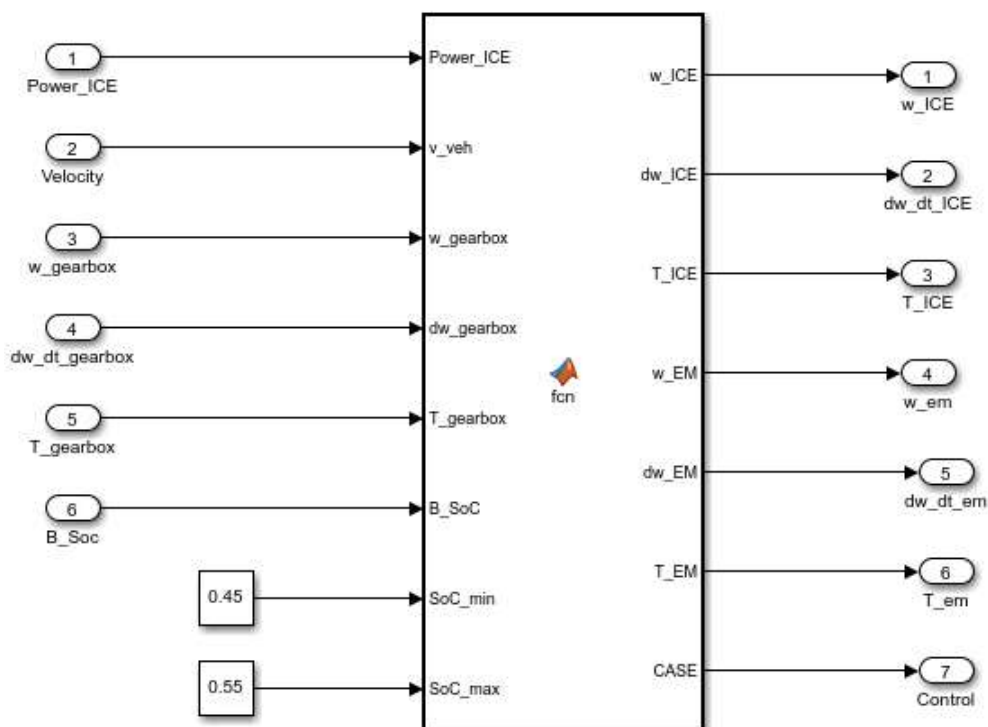 1
Power_ICE
2
Velocity
3
w_gearbox
4
dw_dt_gearbox
5
T_gearbox
6
B_Soc
0.45
0.55
Power_ICE
v_veh
w_gearbox
dw_gearbox
T_gearbox
B_SoC
SoC_min
SoC_max
fcn
w_ICE
dw_ICE
T_ICE
w_EM
dw_EM
T_EM
CASE
1
w_ICE
2
dw_dt_ICE
3
T_ICE
4
w_em
5
dw_dt_em
6
T_em
7
Control